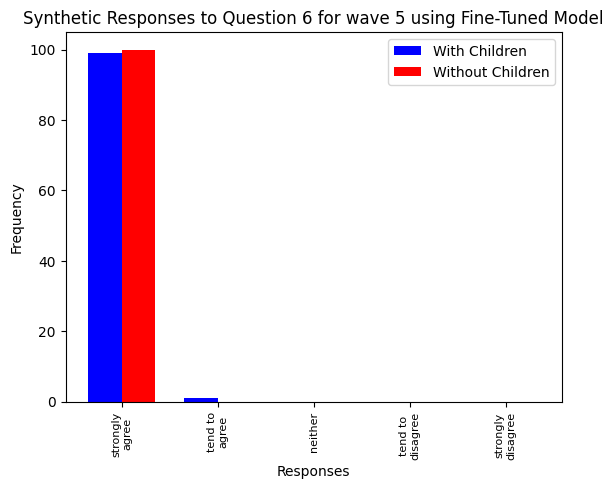 Synthetic Responses to Question 6 for wave 5 using Fine-Tuned Model
With Children
Without Children
Frequency
100
80
60
40
20
0
strongly
agree
tend to
agree
neither
tend to
disagree
strongly
disagree
Responses